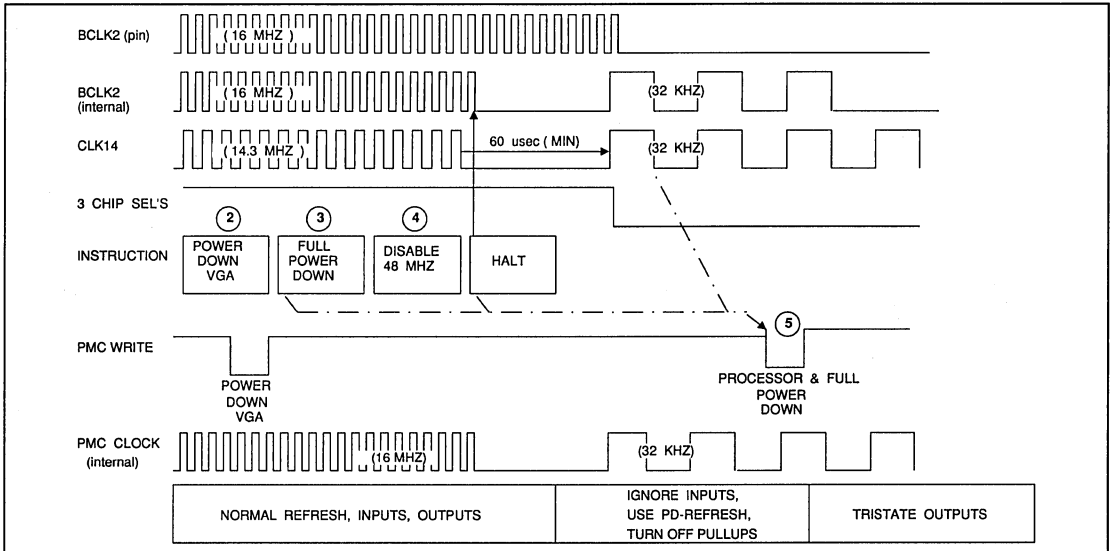 BCLK2 (pin)
( 16 MHZ )
BCLK2
(internal)
( 16 MHZ )
(32 KHZ)
CLK14
( 14.3 MHZ )
60 usec ( MIN)
(32 KHZ)
3 CHIP SEL'S
2
3
4
INSTRUCTION
POWER
DOWN
VGA
FULL
POWER
DOWN
DISABLE
48 MHZ
HALT
5
PMC WRITE
POWER
DOWN
VGA
PROCESSOR & FULL
POWER
DOWN
PMC CLOCK
(internal)
(16 MHZ)
(32 KHZ)
NORMAL REFRESH, INPUTS, OUTPUTS
IGNORE INPUTS,
USE PD-REFRESH,
TURN OFF PULLUPS
TRISTATE OUTPUTS